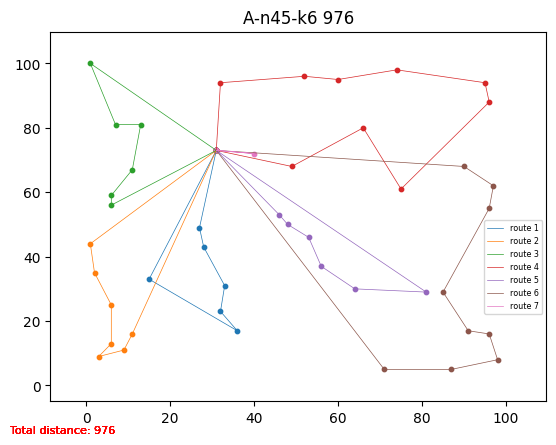 A-n45-k6 976
100
80
60
40
20
0
route 1
route 2
route 3
route 4
route 5
route 6
route 7
0 20 40 60 80 100
Total distance: 976